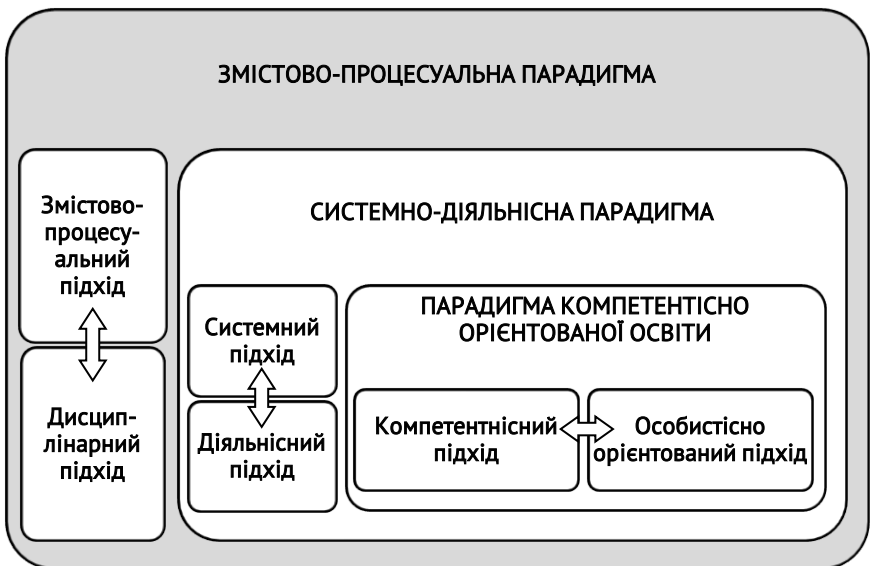 ЗМІСТОВО-ПРОЦЕСУАЛЬНА ПАРАДИГМА
Змістово-
процесу-
альний
підхід
Дисцип-
лінарний
підхід
СИСТЕМНО-ДІЯЛЬНІСНА ПАРАДИГМА
Системний
підхід
Діяльнісний
підхід
ПАРАДИГМА КОМПЕТЕНТІСНО
ОРІЄНТОВАНОЇ ОСВІТИ
Компетентнісний
підхід
Особистісно
орієнтований підхід